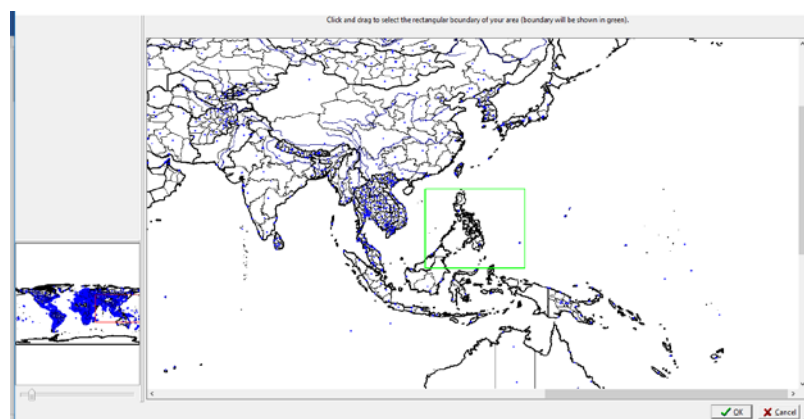 Click and drag to select the rectangular boundary of your area (boundary will be shown in green).
OK
Cancel